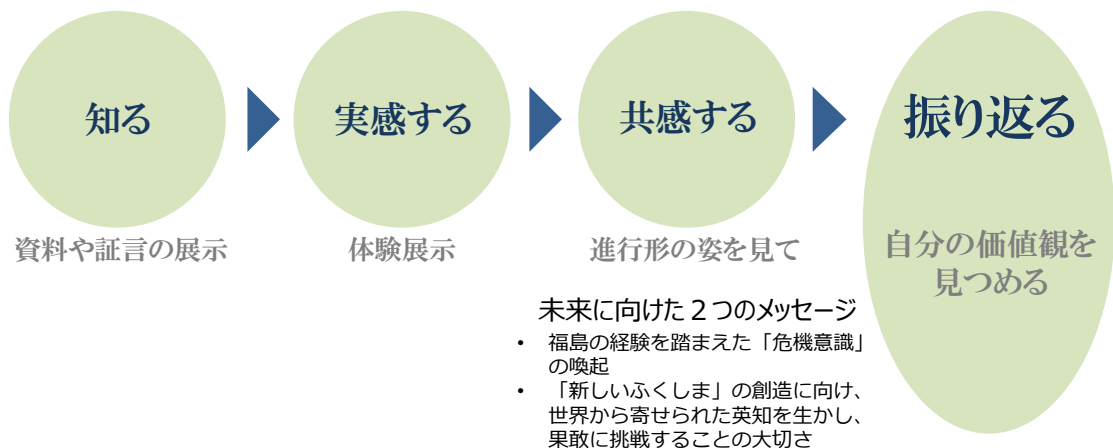 知る
資料や証言の展示
実感する
体験展示
共感する
進行形の姿を見て
未来に向けた２つのメッセージ
• 福島の経験を踏まえた「危機意識」
の喚起
• 「新しいふくしま」の創造に向け、
世界から寄せられた英知を生かし、
果敢に挑戦することの大切さ
振り返る
自分の価値観を
見つめる